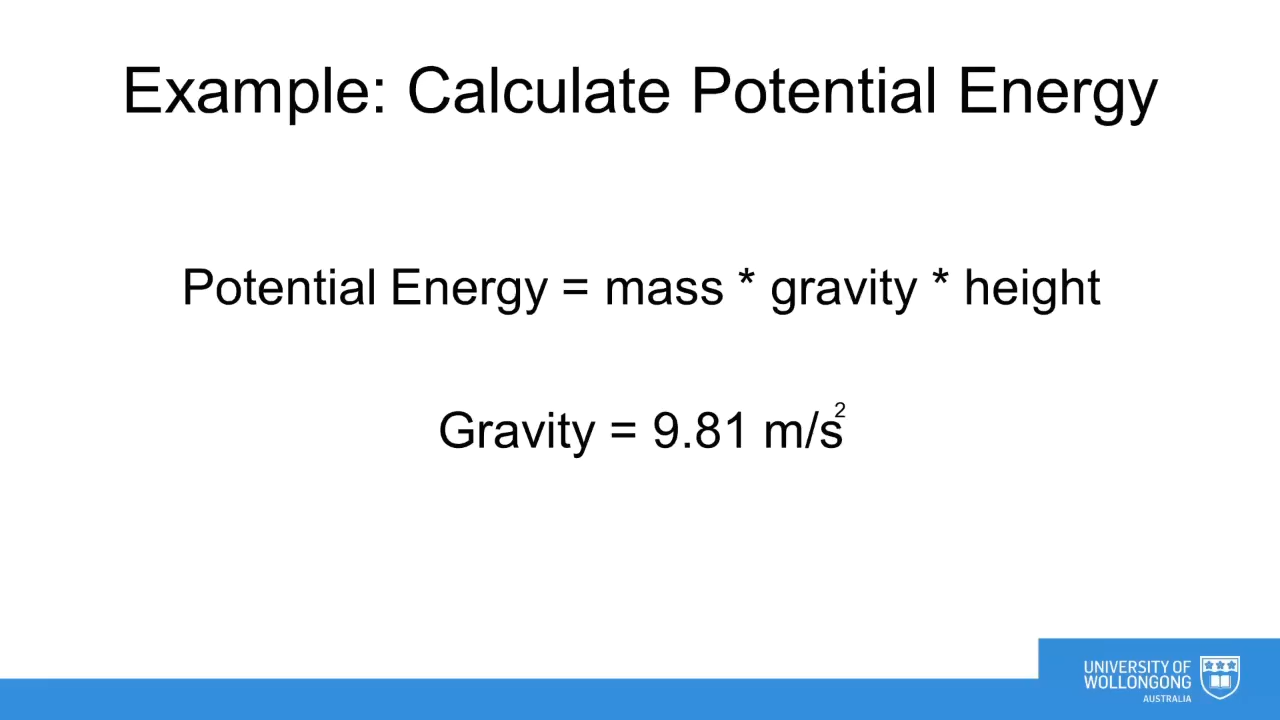 Example: Calculate Potential Energy
Potential Energy = mass * gravity * height
Gravity = 9.81 m/s²
UNIVERSITY OF
WOLLONGONG
AUSTRALIA